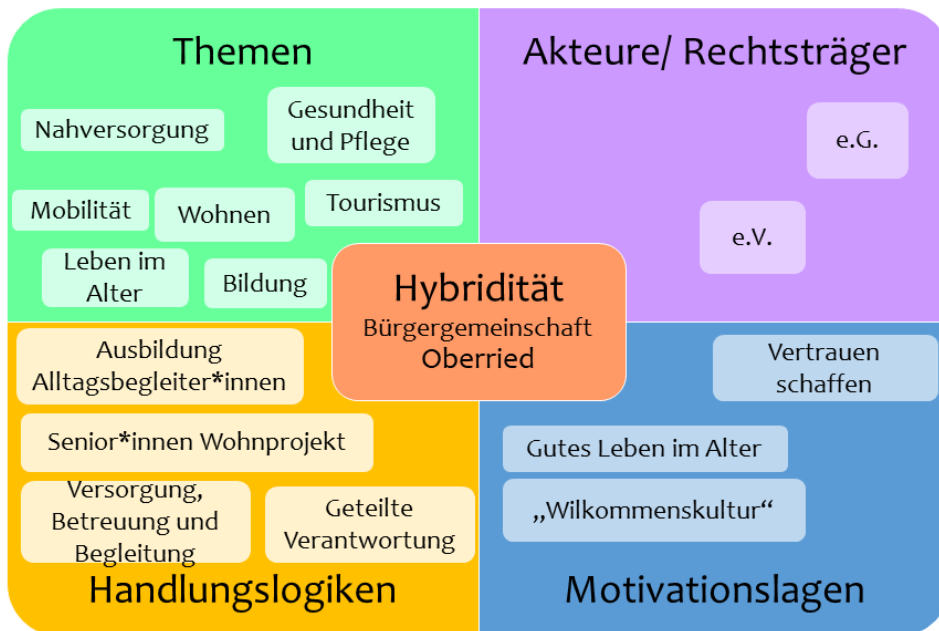 Themen
Nahversorgung
Gesundheit
und Pflege
Mobilität
Wohnen
Tourismus
Leben im
Alter
Bildung
Akteure/ Rechtsträger
e.G.
e.V.
Hybridität
Bürgergemeinschaft
Oberried
Ausbildung
Alltagsbegleiter*innen
Senior*innen Wohnprojekt
Versorgung,
Betreuung und
Begleitung
Geteilte
Verantwortung
Handlungslogiken
Vertrauen
schaffen
Gutes Leben im Alter
„Wilkommenskultur“
Motivationslagen